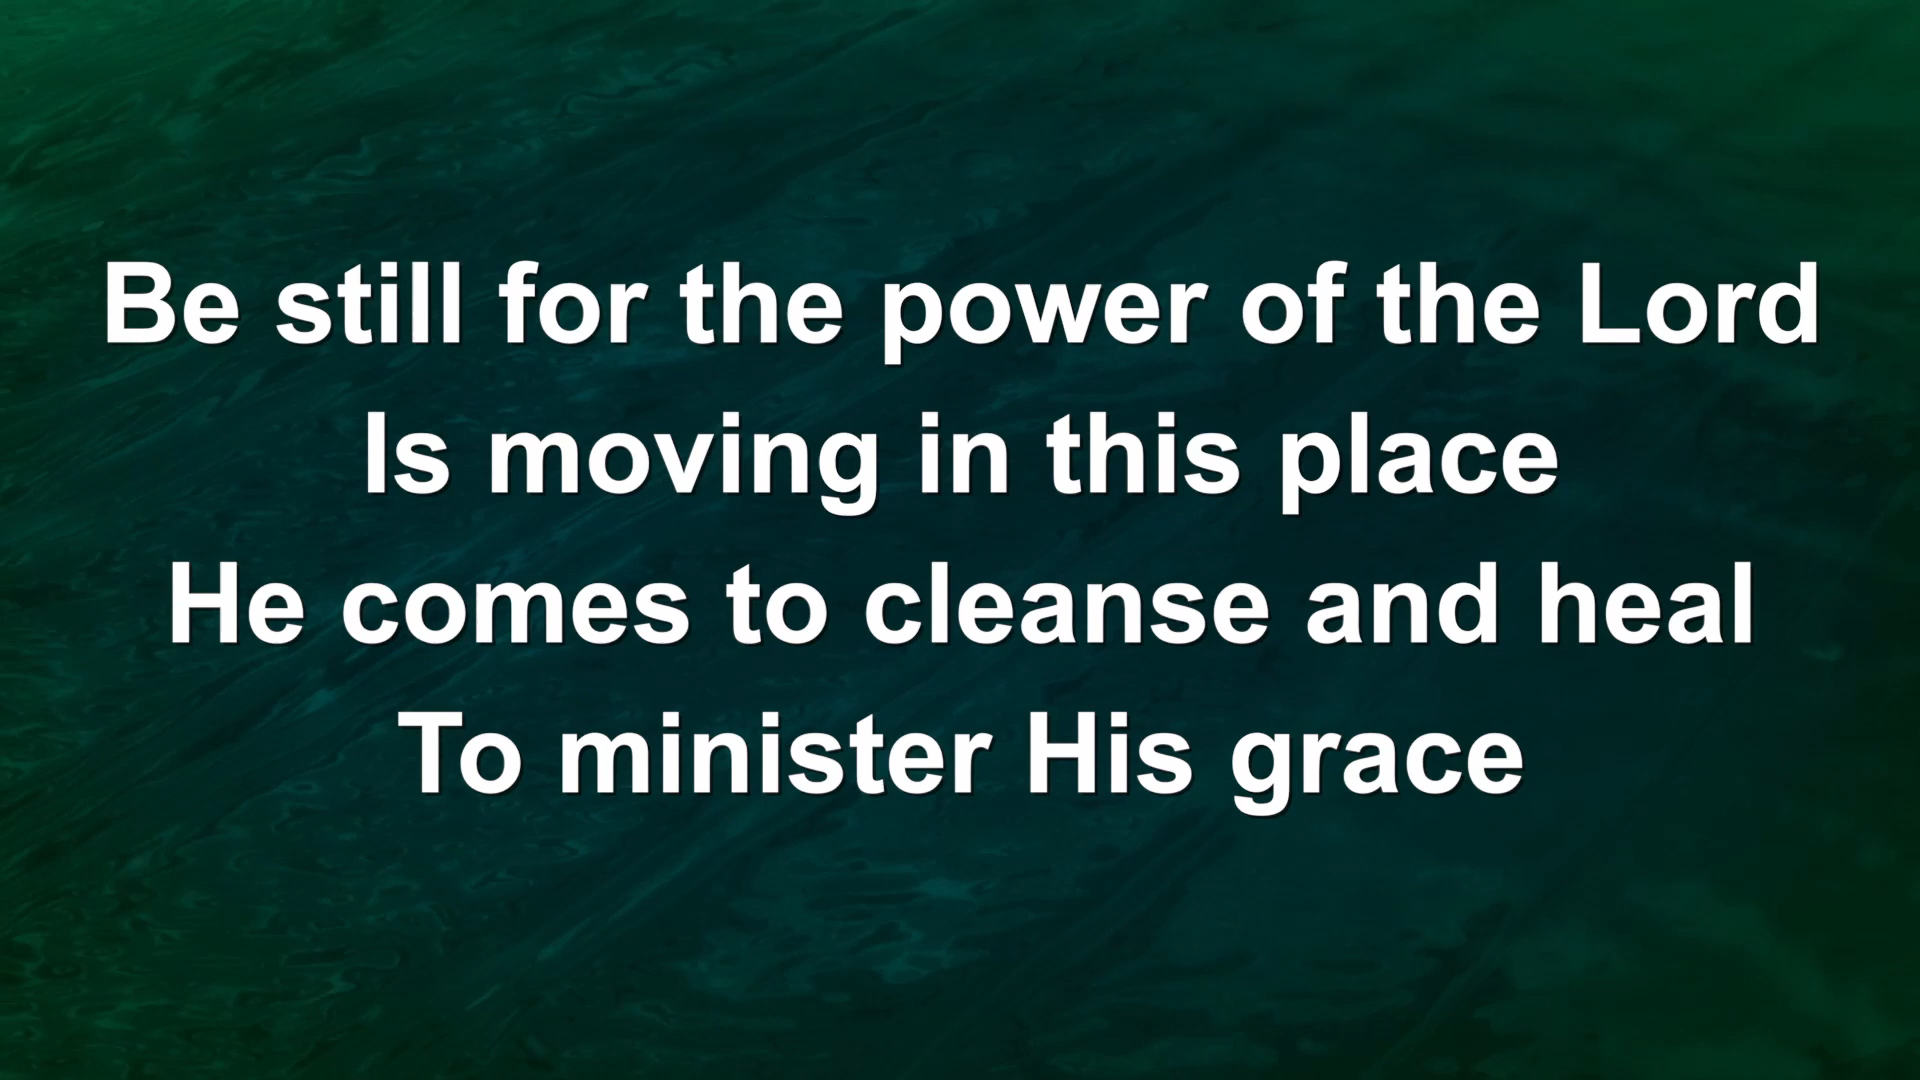 Be still for the power of the Lord
Is moving in this place
He comes to cleanse and heal
To minister His grace